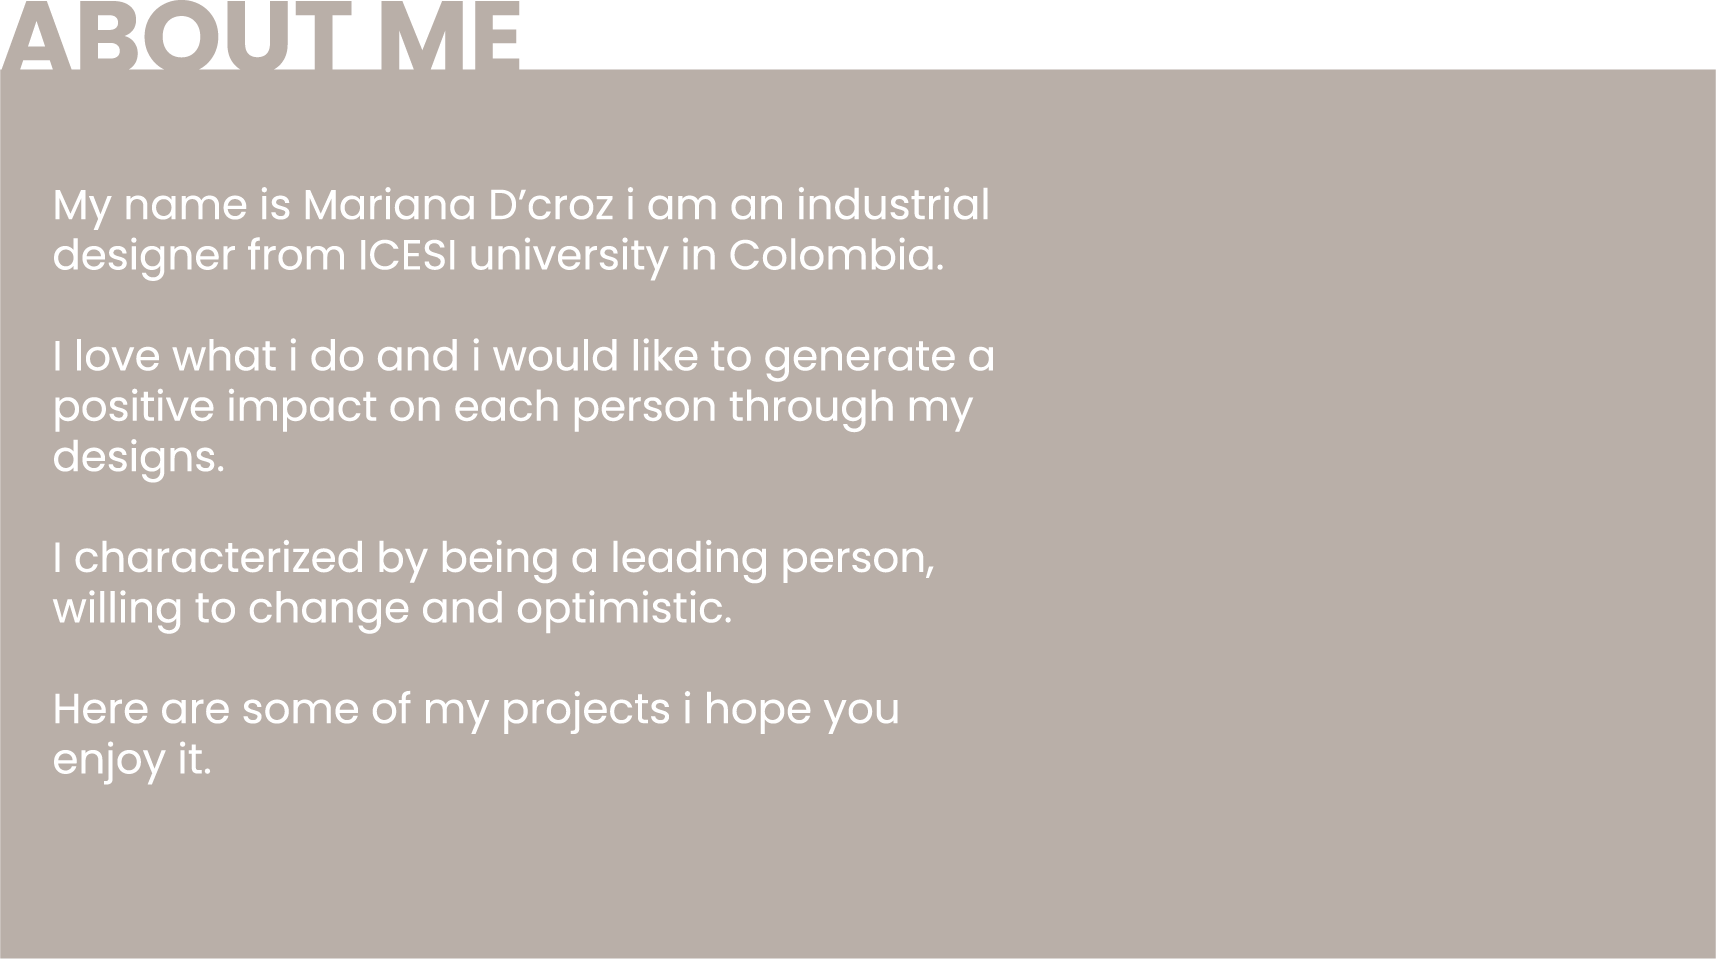 ABOUT ME
My name is Mariana D’croz i am an industrial
designer from ICESI university in Colombia.
I love what i do and i would like to generate a
positive impact on each person through my
designs.
I characterized by being a leading person,
willing to change and optimistic.
Here are some of my projects i hope you
enjoy it.